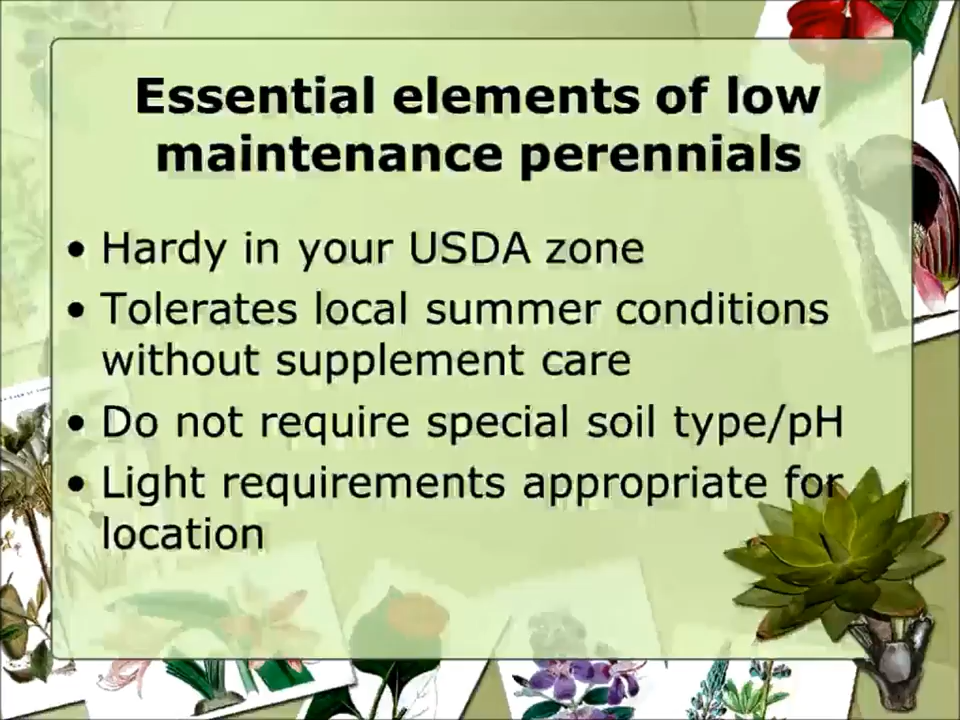 Essential elements of low
maintenance perennials
• Hardy in your USDA zone
• Tolerates local summer conditions
without supplement care
• Do not require special soil type/pH
• Light requirements appropriate for
location